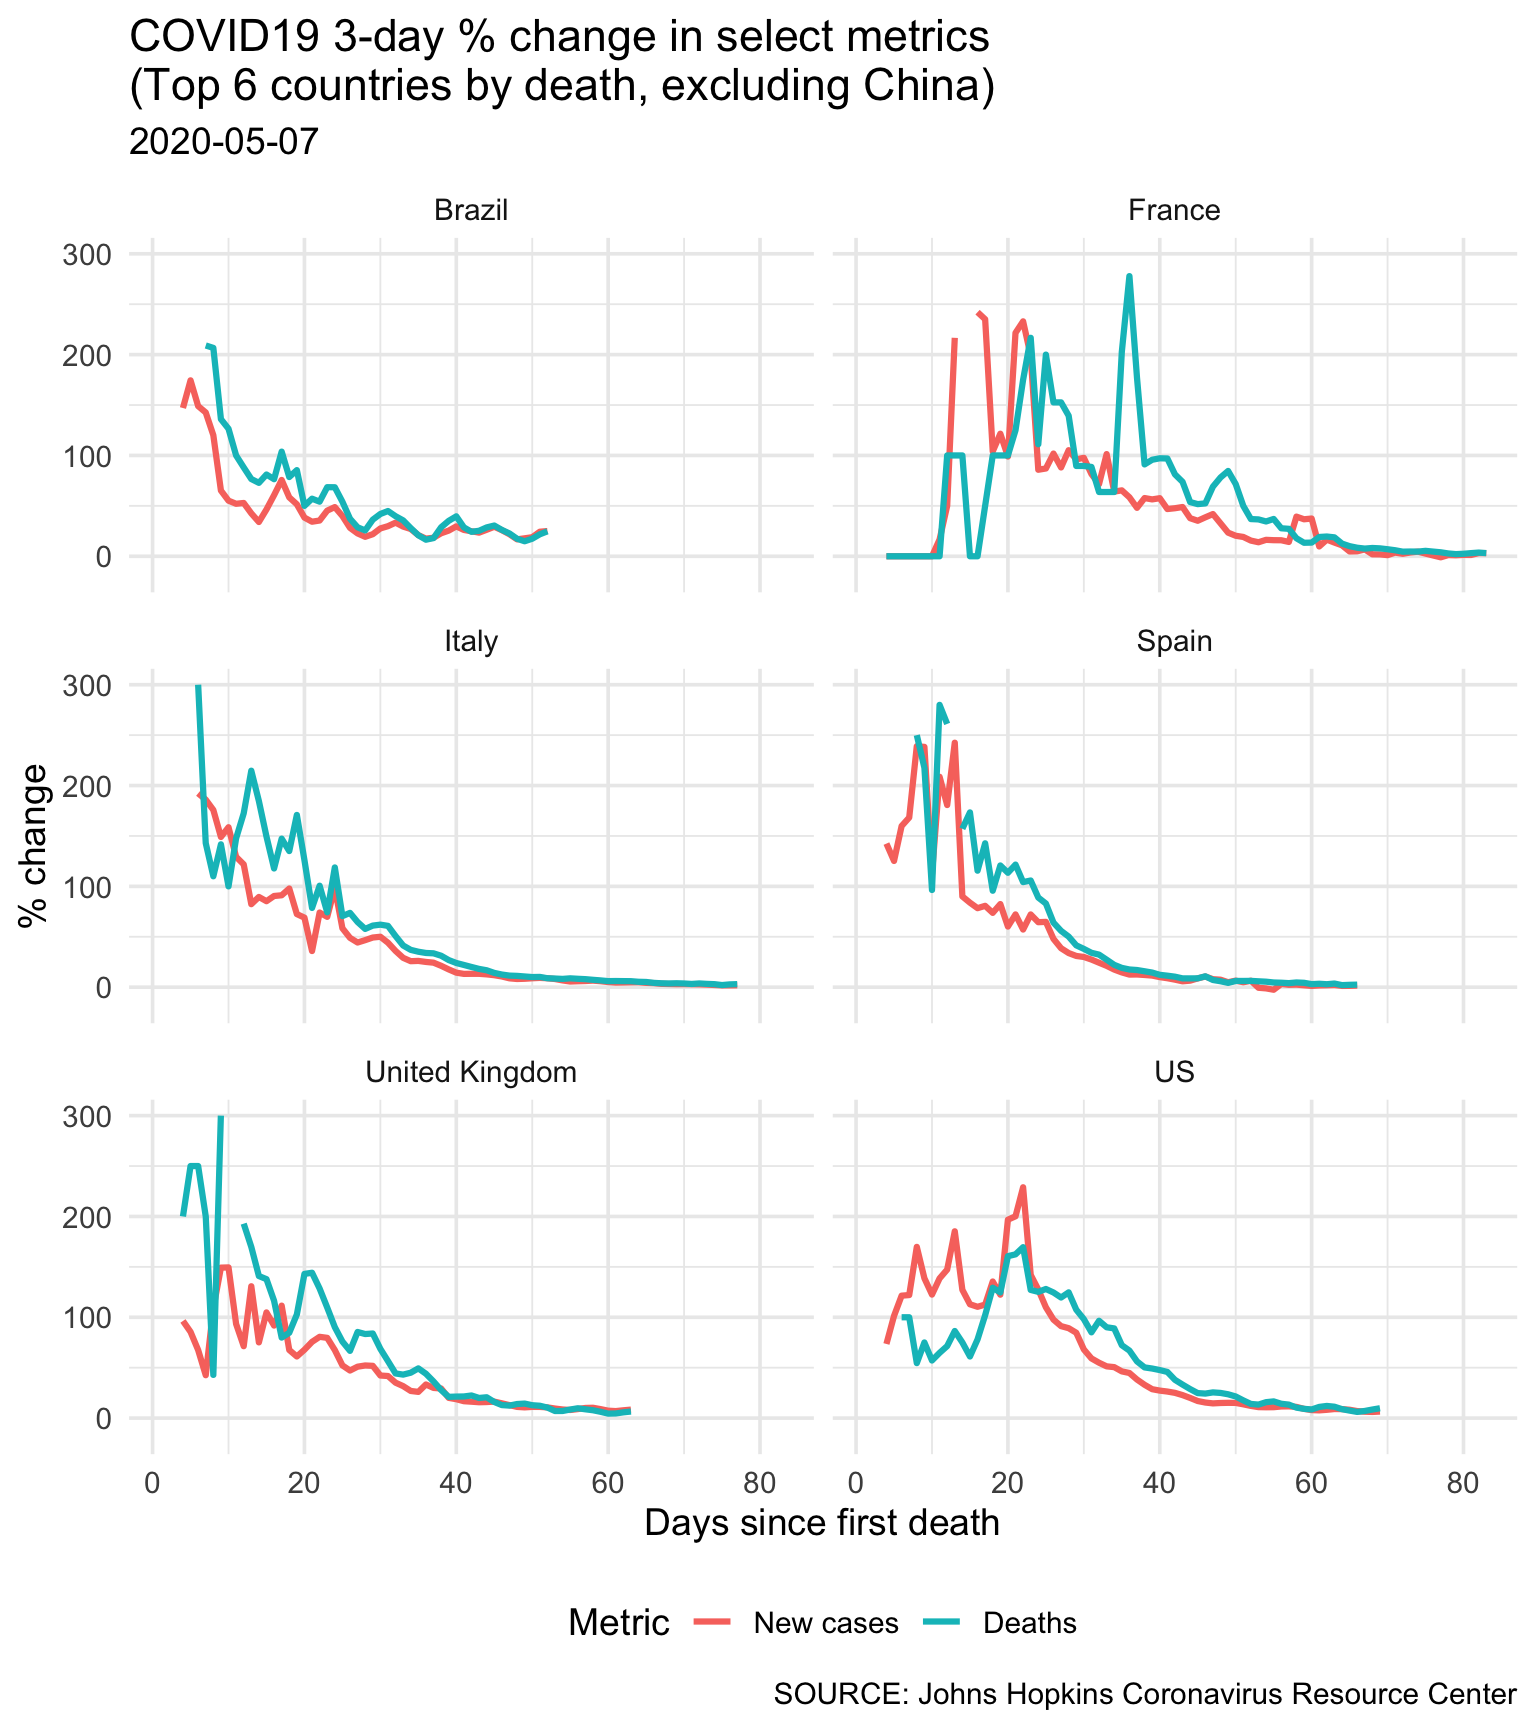 COVID19 3-day % change in select metrics
(Top 6 countries by death, excluding China)
2020-05-07
Brazil
France
300
200
100
0
Italy
Spain
300
200
100
0
% change
United Kingdom
US
300
200
100
0
0 20 40 60 80
0 20 40 60 80
Days since first death
Metric New cases Deaths
SOURCE: Johns Hopkins Coronavirus Resource Center